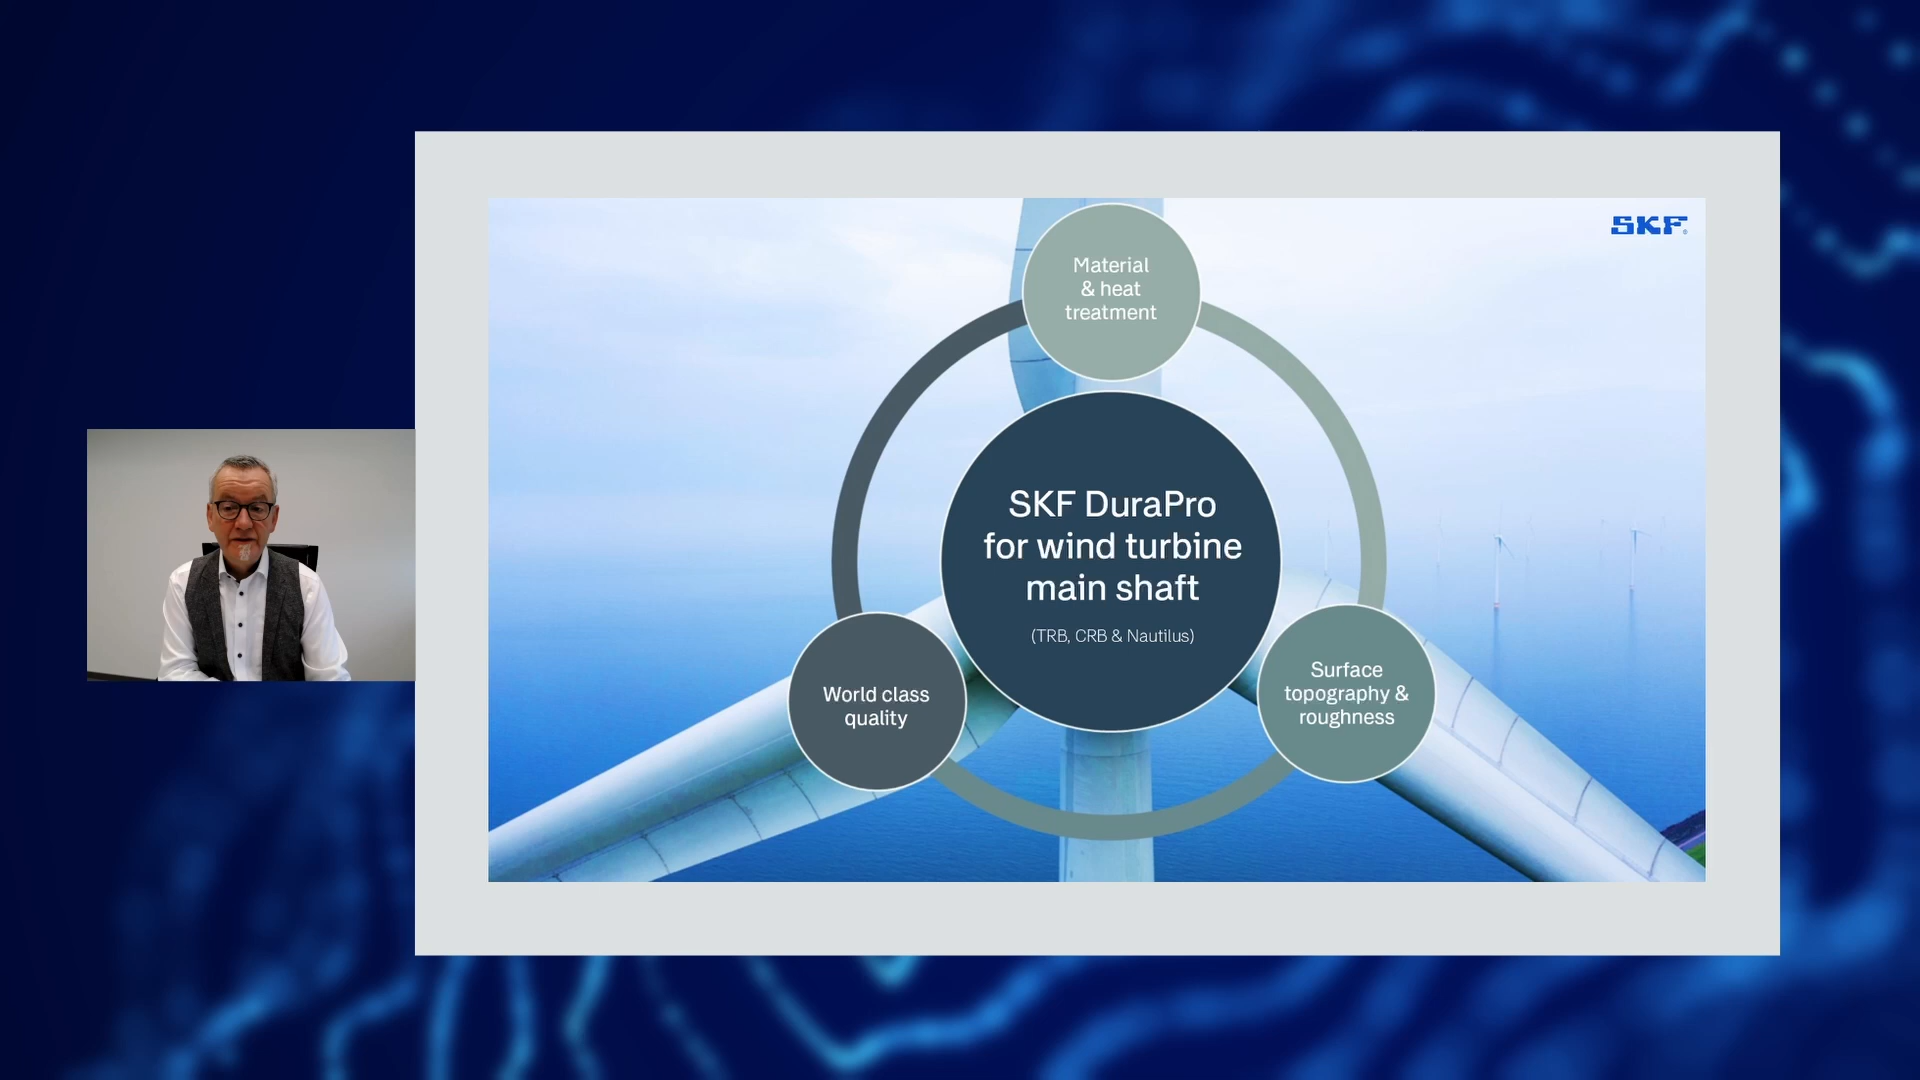 SKF
Material
& heat
treatment
SKF DuraPro
for wind turbine
main shaft
(TRB, CRB & Nautilus)
World class
quality
Surface
topography &
roughness